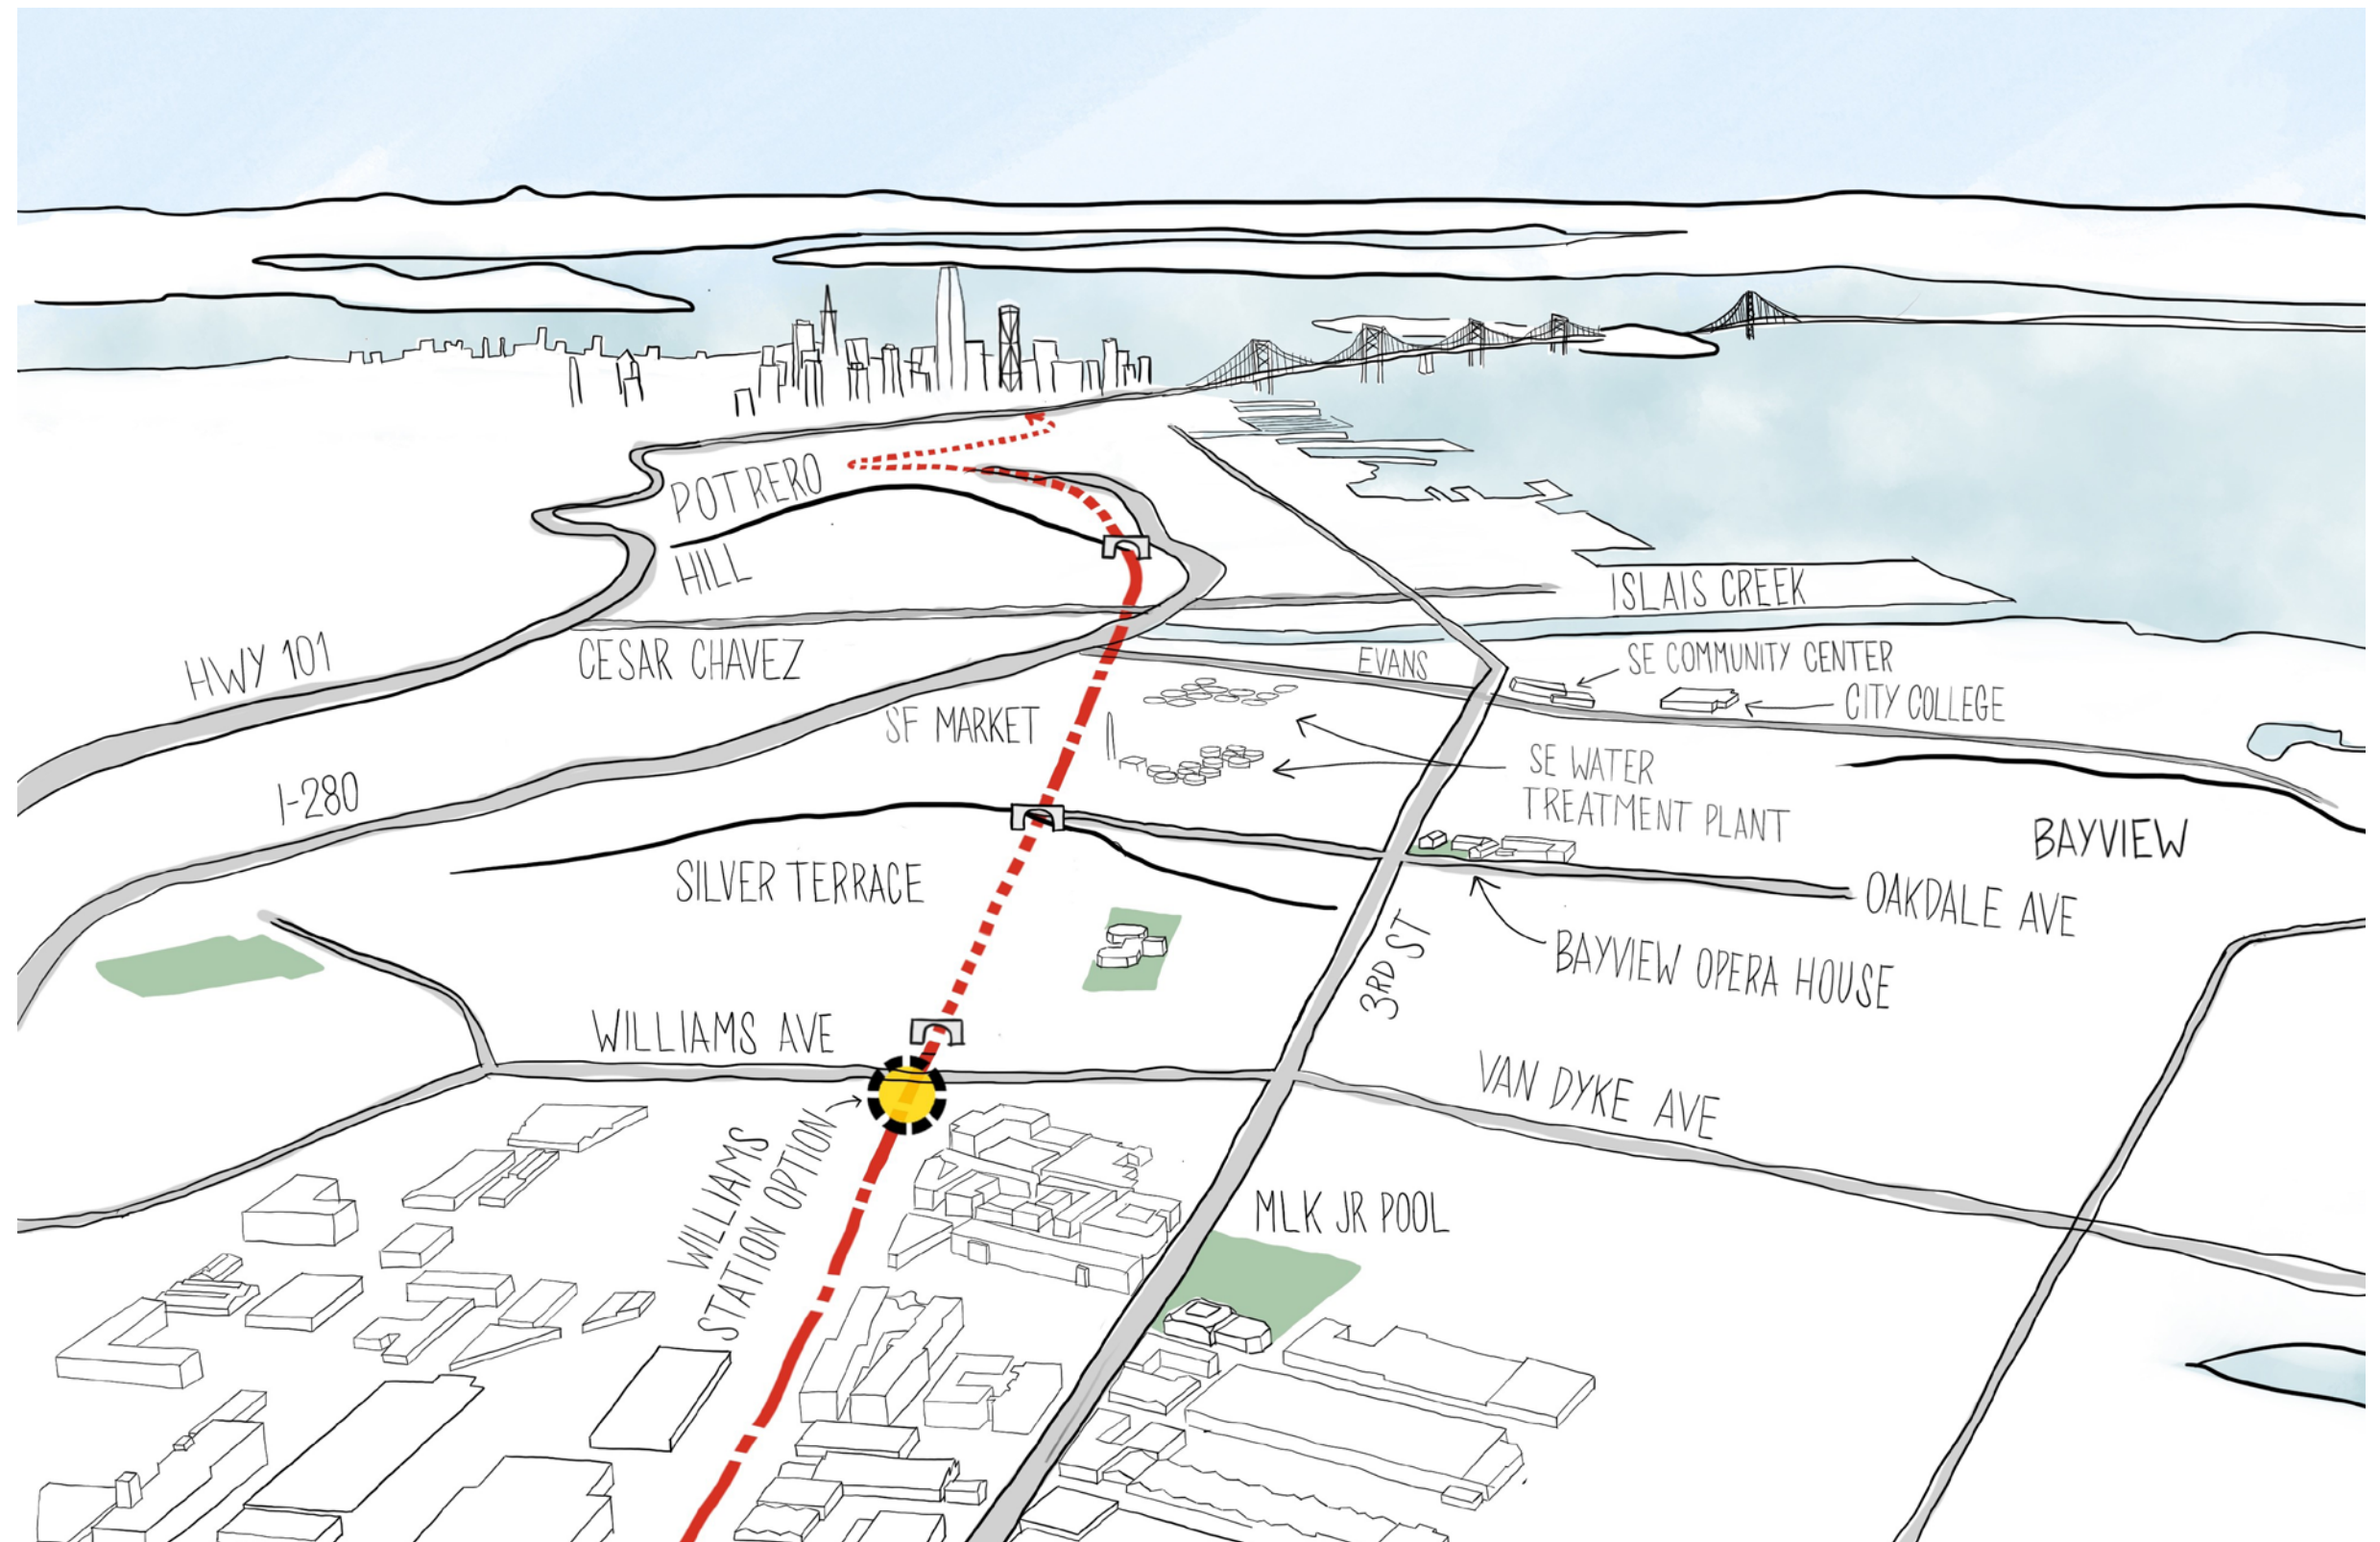 POTRERO
HILL
ISLAIS CREEK
HWY 101
CESAR CHAVEZ
EVANS
SE COMMUNITY CENTER
CITY COLLEGE
SF MARKET
SE WATER
TREATMENT PLANT
I-280
BAYVIEW
SILVER TERRACE
OAKDALE AVE
3RD ST
BAYVIEW OPERA HOUSE
WILLIAMS AVE
VAN DYKE AVE
WILLIAMS
STATION OPTION
MLK JR POOL